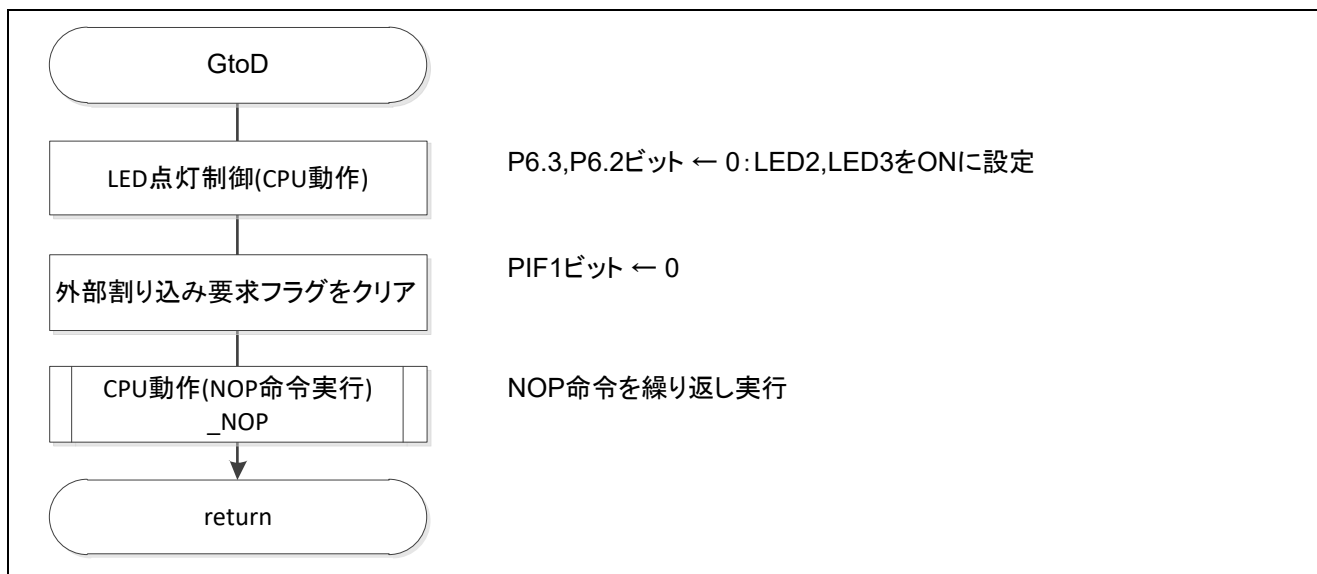 GtoD
LED点灯制御(CPU動作)
P6.3,P6.2ビット ← 0:LED2,LED3をONに設定
外部割り込み要求フラグをクリア
PIF1ビット ← 0
CPU動作(NOP命令実行)
_NOP
NOP命令を繰り返し実行
return